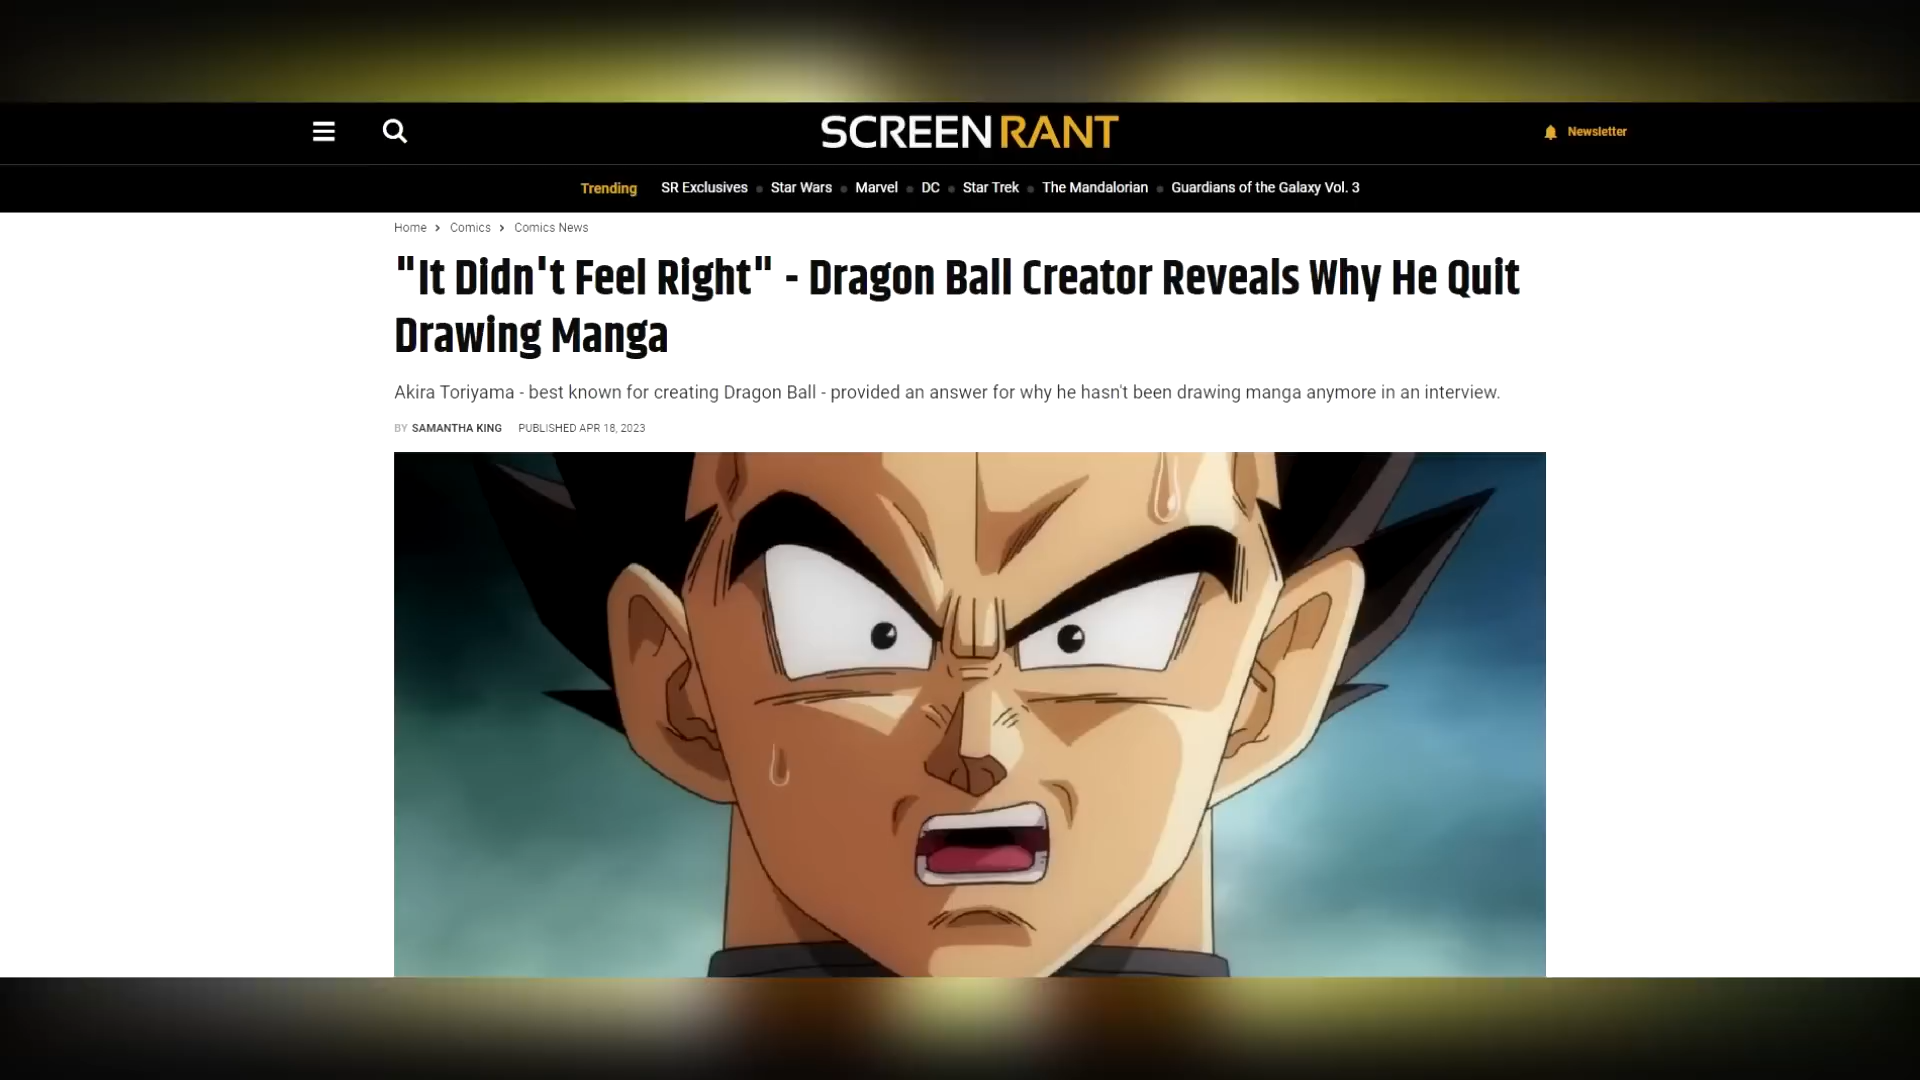 SCREENRANT
Newsletter
Trending SR Exclusives Star Wars Marvel DC Star Trek The Mandalorian Guardians of the Galaxy Vol. 3
Home > Comics > Comics News
"It Didn't Feel Right" - Dragon Ball Creator Reveals Why He Quit
Drawing Manga
Akira Toriyama - best known for creating Dragon Ball - provided an answer for why he hasn't been drawing manga anymore in an interview.
BY SAMANTHA KING PUBLISHED APR 18, 2023